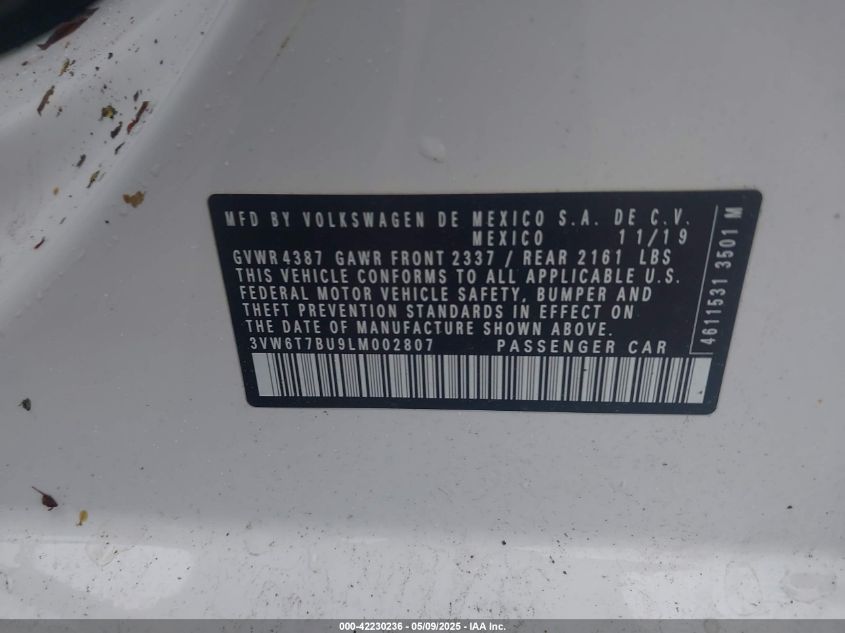 MFD BY VOLKSWAGEN DE MEXICO S.A. DE C.V.
MEXICO 11/19
GVWR 4387 GAWR FRONT 2337 / REAR 2161 LBS
THIS VEHICLE CONFORMS TO ALL APPLICABLE U.S.
FEDERAL MOTOR VEHICLE SAFETY, BUMPER AND
THEFT PREVENTION STANDARDS IN EFFECT ON
THE DATE OF MANUFACTURE SHOWN ABOVE.
3VW6T7BU9LM002807 PASSENGER CAR
4611531 3501 M
000-42230236 - 05/09/2025 - IAA Inc.